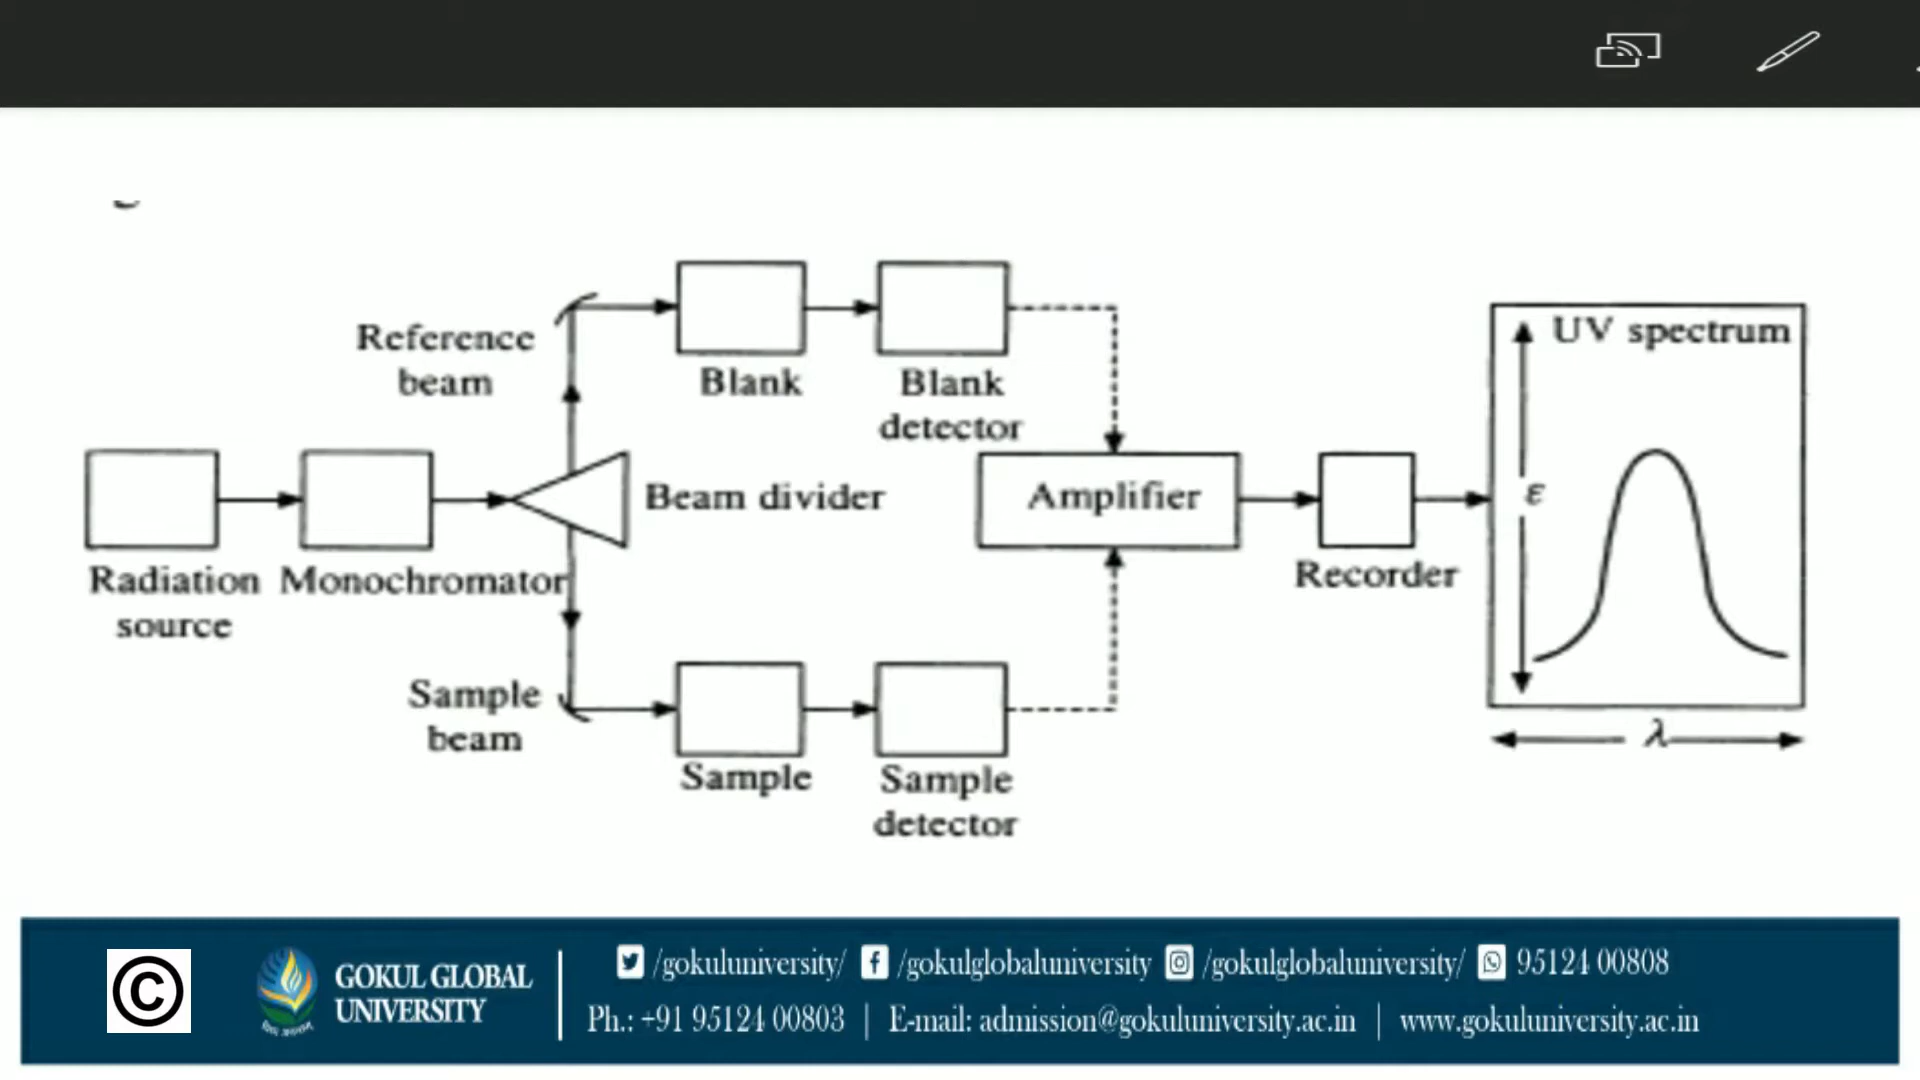 Reference
beam
Blank
Blank
detector
UV spectrum
ε
λ
Radiation
source
Monochromator
Beam divider
Amplifier
Recorder
Sample
beam
Sample
Sample
detector
©
GOKUL GLOBAL
UNIVERSITY
/gokuluniversity/ /gokulglobaluniversity /gokulglobaluniversity/ 95124 00808
Ph.: +91 95124 00803 | E-mail: admission@gokuluniversity.ac.in | www.gokuluniversity.ac.in